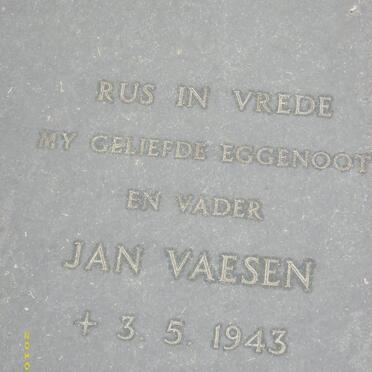 RUS IN VREDE
MY GELIEFDE EGGENOOT
EN VADER
JAN VAESEN
+ 3. 5. 1943